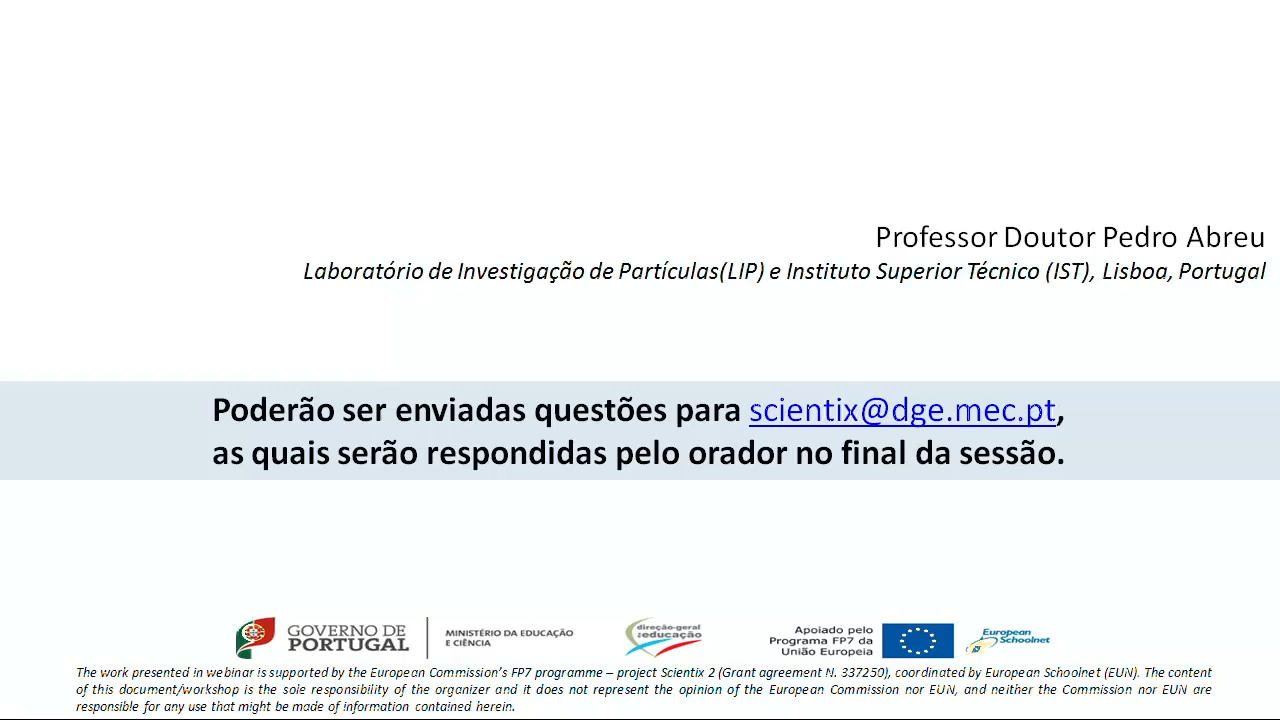 Professor Doutor Pedro Abreu
Laboratório de Investigação de Partículas(LIP) e Instituto Superior Técnico (IST), Lisboa, Portugal
Poderão ser enviadas questões para scientix@dge.mec.pt,
as quais serão respondidas pelo orador no final da sessão.
GOVERNO DE
PORTUGAL
MINISTÉRIO DA EDUCAÇÃO
E CIÊNCIA
direção-geral
da educação
Apoiado pelo
Programa FP7 da
União Europeia
European
Schoolnet
The work presented in webinar is supported by the European Commission's FP7 programme – project Scientix 2 (Grant agreement N. 337250), coordinated by European Schoolnet (EUN). The content
of this document/workshop is the sole responsibility of the organizer and it does not represent the opinion of the European Commission nor EUN, and neither the Commission nor EUN are
responsible for any use that might be made of information contained herein.